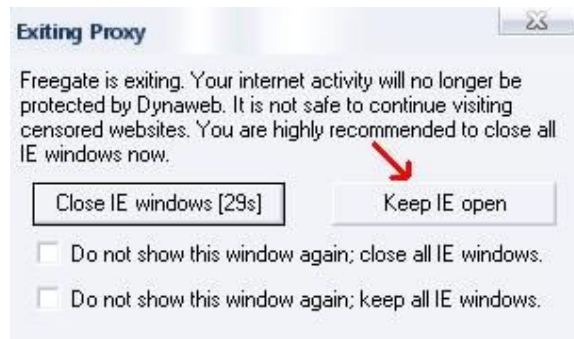 Exiting Proxy
Freegate is exiting. Your internet activity will no longer be
protected by Dynaweb. It is not safe to continue visiting
censored websites. You are highly recommended to close all
IE windows now.
Close IE windows [29s]
Keep IE open
Do not show this window again; close all IE windows.
Do not show this window again; keep all IE windows.